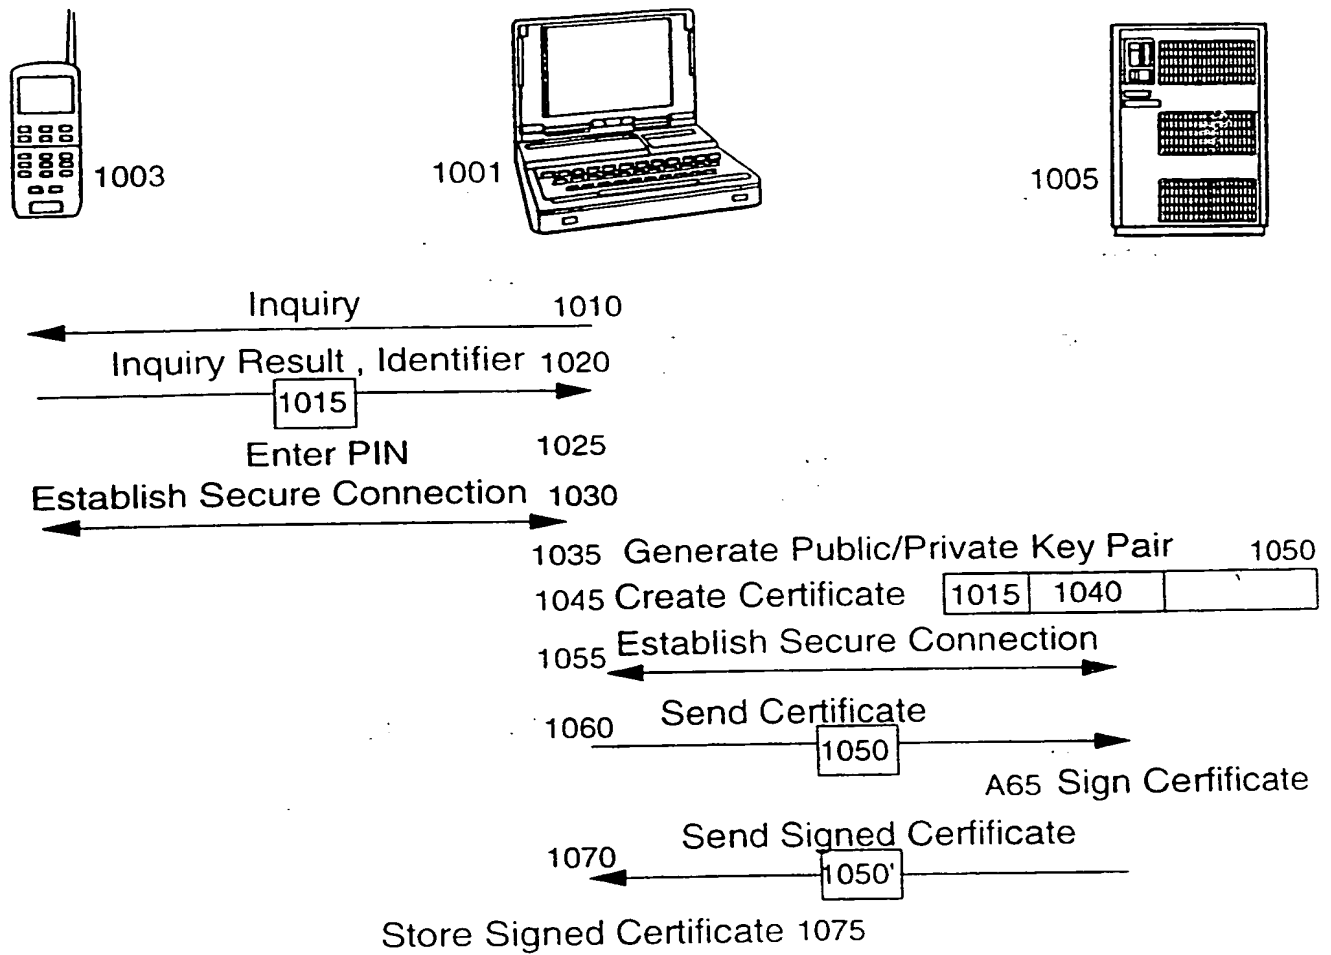 1003
1001
1005
Inquiry 1010
Inquiry Result , Identifier 1020
1015
Enter PIN 1025
Establish Secure Connection 1030
1035 Generate Public/Private Key Pair 1050
1045 Create Certificate 1015 1040
1055 Establish Secure Connection
1060 Send Certificate
1050
A65 Sign Cerfificate
Send Signed Cerfificate
1070
1050'
Store Signed Certificate 1075